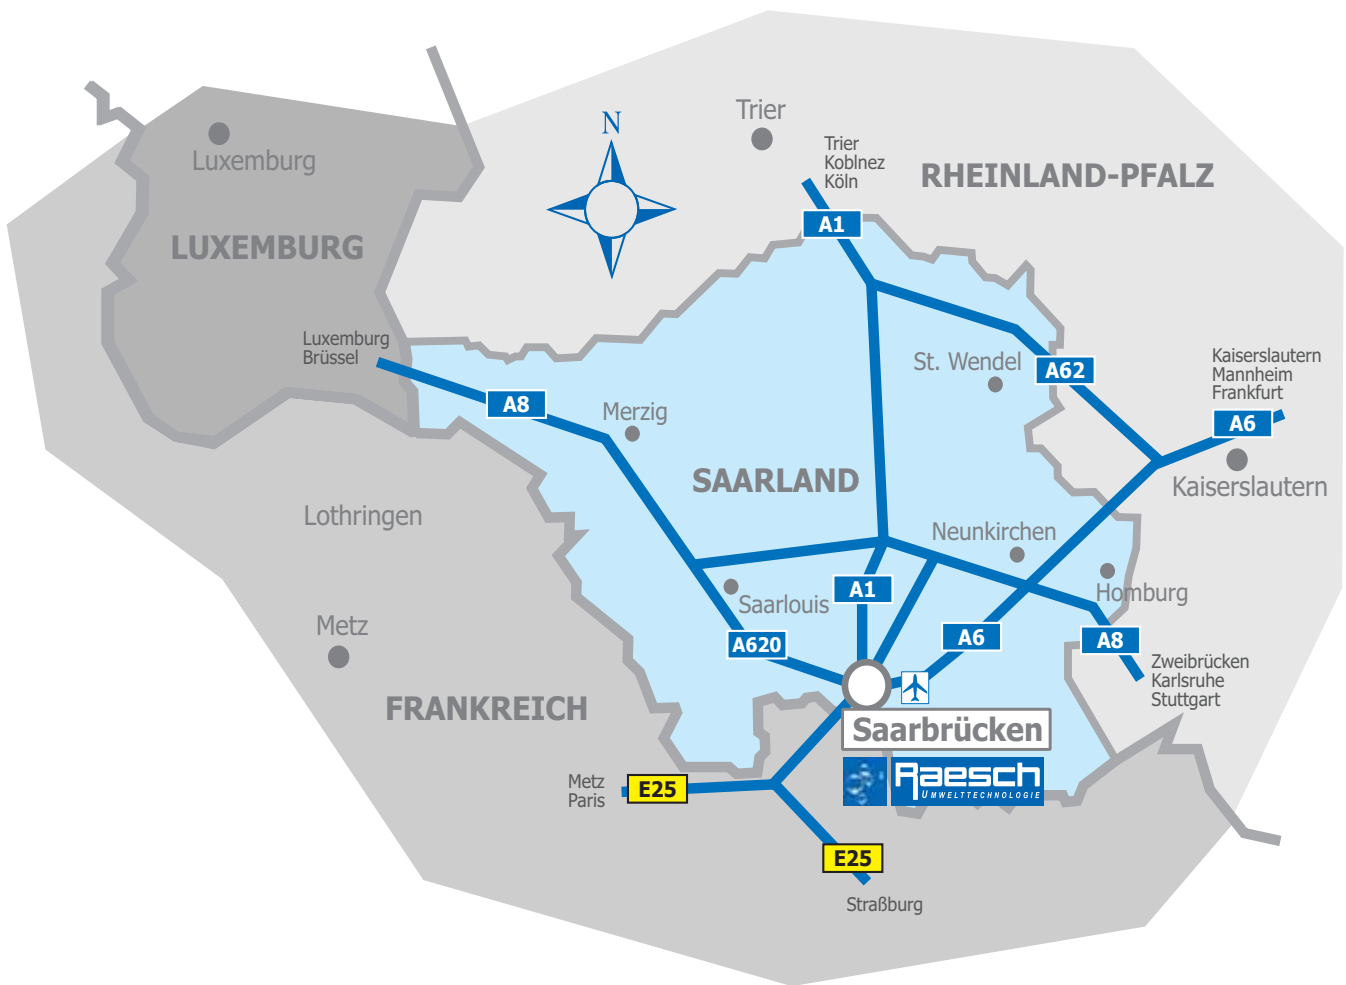 N
Trier
Trier
Koblnez
Köln
RHEINLAND-PFALZ
Luxemburg
A1
LUXEMBURG
Luxemburg
Brüssel
St. Wendel
A62
Kaiserslautern
Mannheim
Frankfurt
A8
Merzig
A6
SAARLAND
Kaiserslautern
Lothringen
Neunkirchen
A1
Homburg
Saarlouis
Metz
A620
A6
A8
Zweibrücken
Karlsruhe
Stuttgart
FRANKREICH
Saarbrücken
Raesch
UMWELTTECHNOLOGIE
Metz
Paris
E25
E25
Straßburg